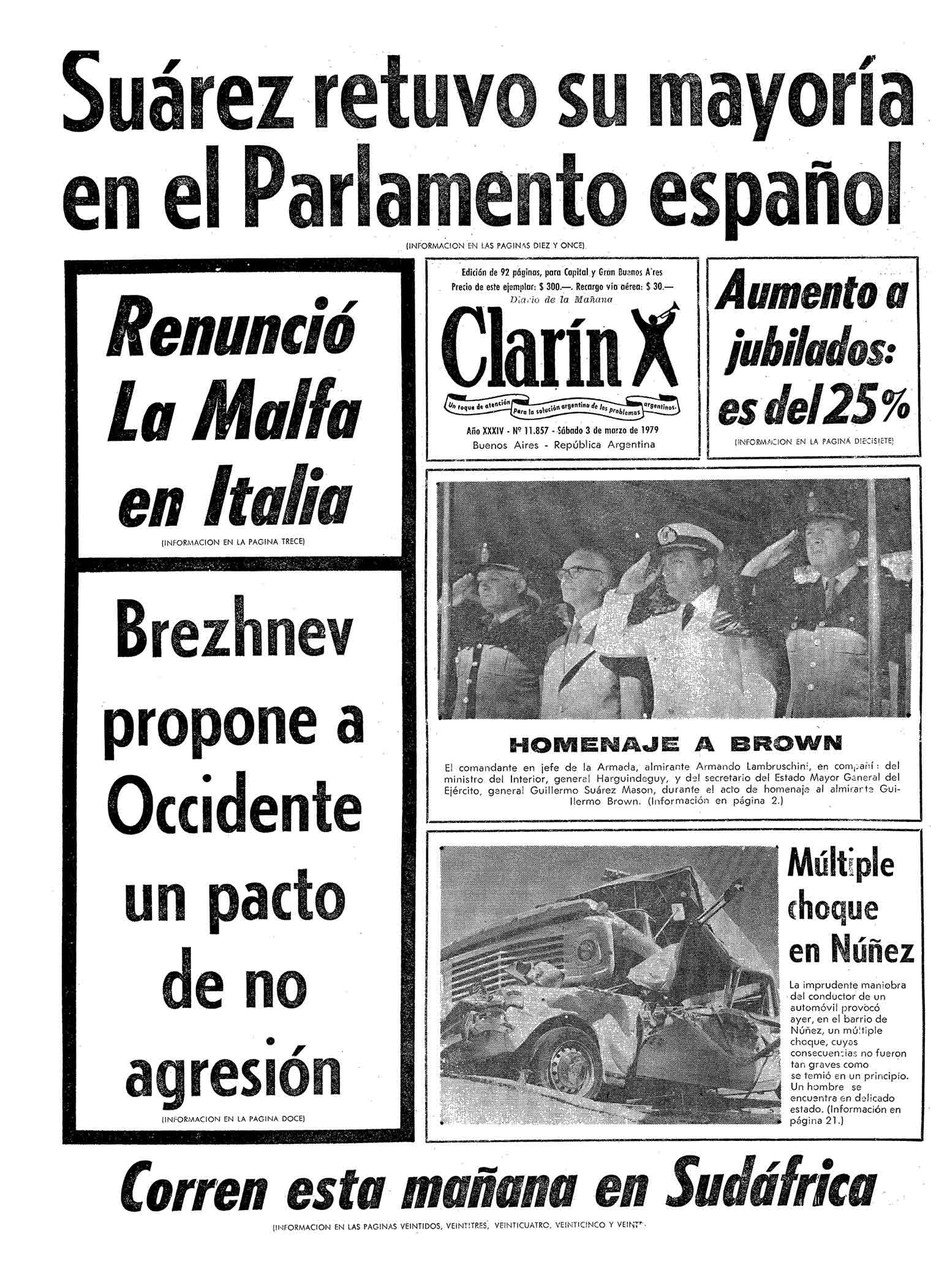 Suárez retuvo su mayoría
en el Parlamento español
(INFORMACION EN LAS PAGINAS DIEZ Y ONCE)
Renunció
La Malfa
en Italia
(INFORMACION EN LA PAGINA TRECE)
Brezhnev
propone a
Occidente
un pacto
de no
agresión
(INFORMACION EN LA PAGINA DOCE)
Edición de 92 páginas, para Capital y Gran Buenos Aires
Precio de este ejemplar: $ 300.—. Recargo vía aérea: $ 30.—
Diario de la Mañana
Clarín
Un toque de atención para la solución argentina de los problemas argentinos.
Año XXXIV - Nº 11.857 - Sábado 3 de marzo de 1979
Buenos Aires - República Argentina
Aumento a
jubilados:
es del 25%
(INFORMACION EN LA PAGINA DIECISIETE)
HOMENAJE A BROWN
El comandante en jefe de la Armada, almirante Armando Lambruschini, en compañía del
ministro del Interior, general Harguindeguy, y del secretario del Estado Mayor General del
Ejército, general Guillermo Suárez Mason, durante el acto de homenaje al almirante Gui-
llermo Brown. (Información en página 2.)
Múltiple
choque
en Núñez
La imprudente maniobra
del conductor de un
automóvil provocó
ayer, en el barrio de
Núñez, un múltiple
choque, cuyas
consecuencias no fueron
tan graves como
se temió en un principio.
Un hombre se
encuentra en delicado
estado. (Información en
página 21.)
Corren esta mañana en Sudáfrica
(INFORMACION EN LAS PAGINAS VEINTIDOS, VEINTITRES, VEINTICUATRO, VEINTICINCO Y